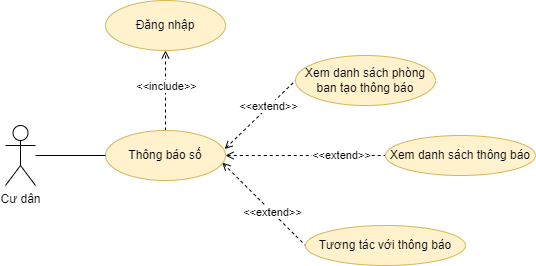 Đăng nhập
<<include>>
Xem danh sách phòng
ban tạo thông báo
<<extend>>
Thông báo số
<<extend>>
Xem danh sách thông báo
Cư dân
<<extend>>
Tương tác với thông báo